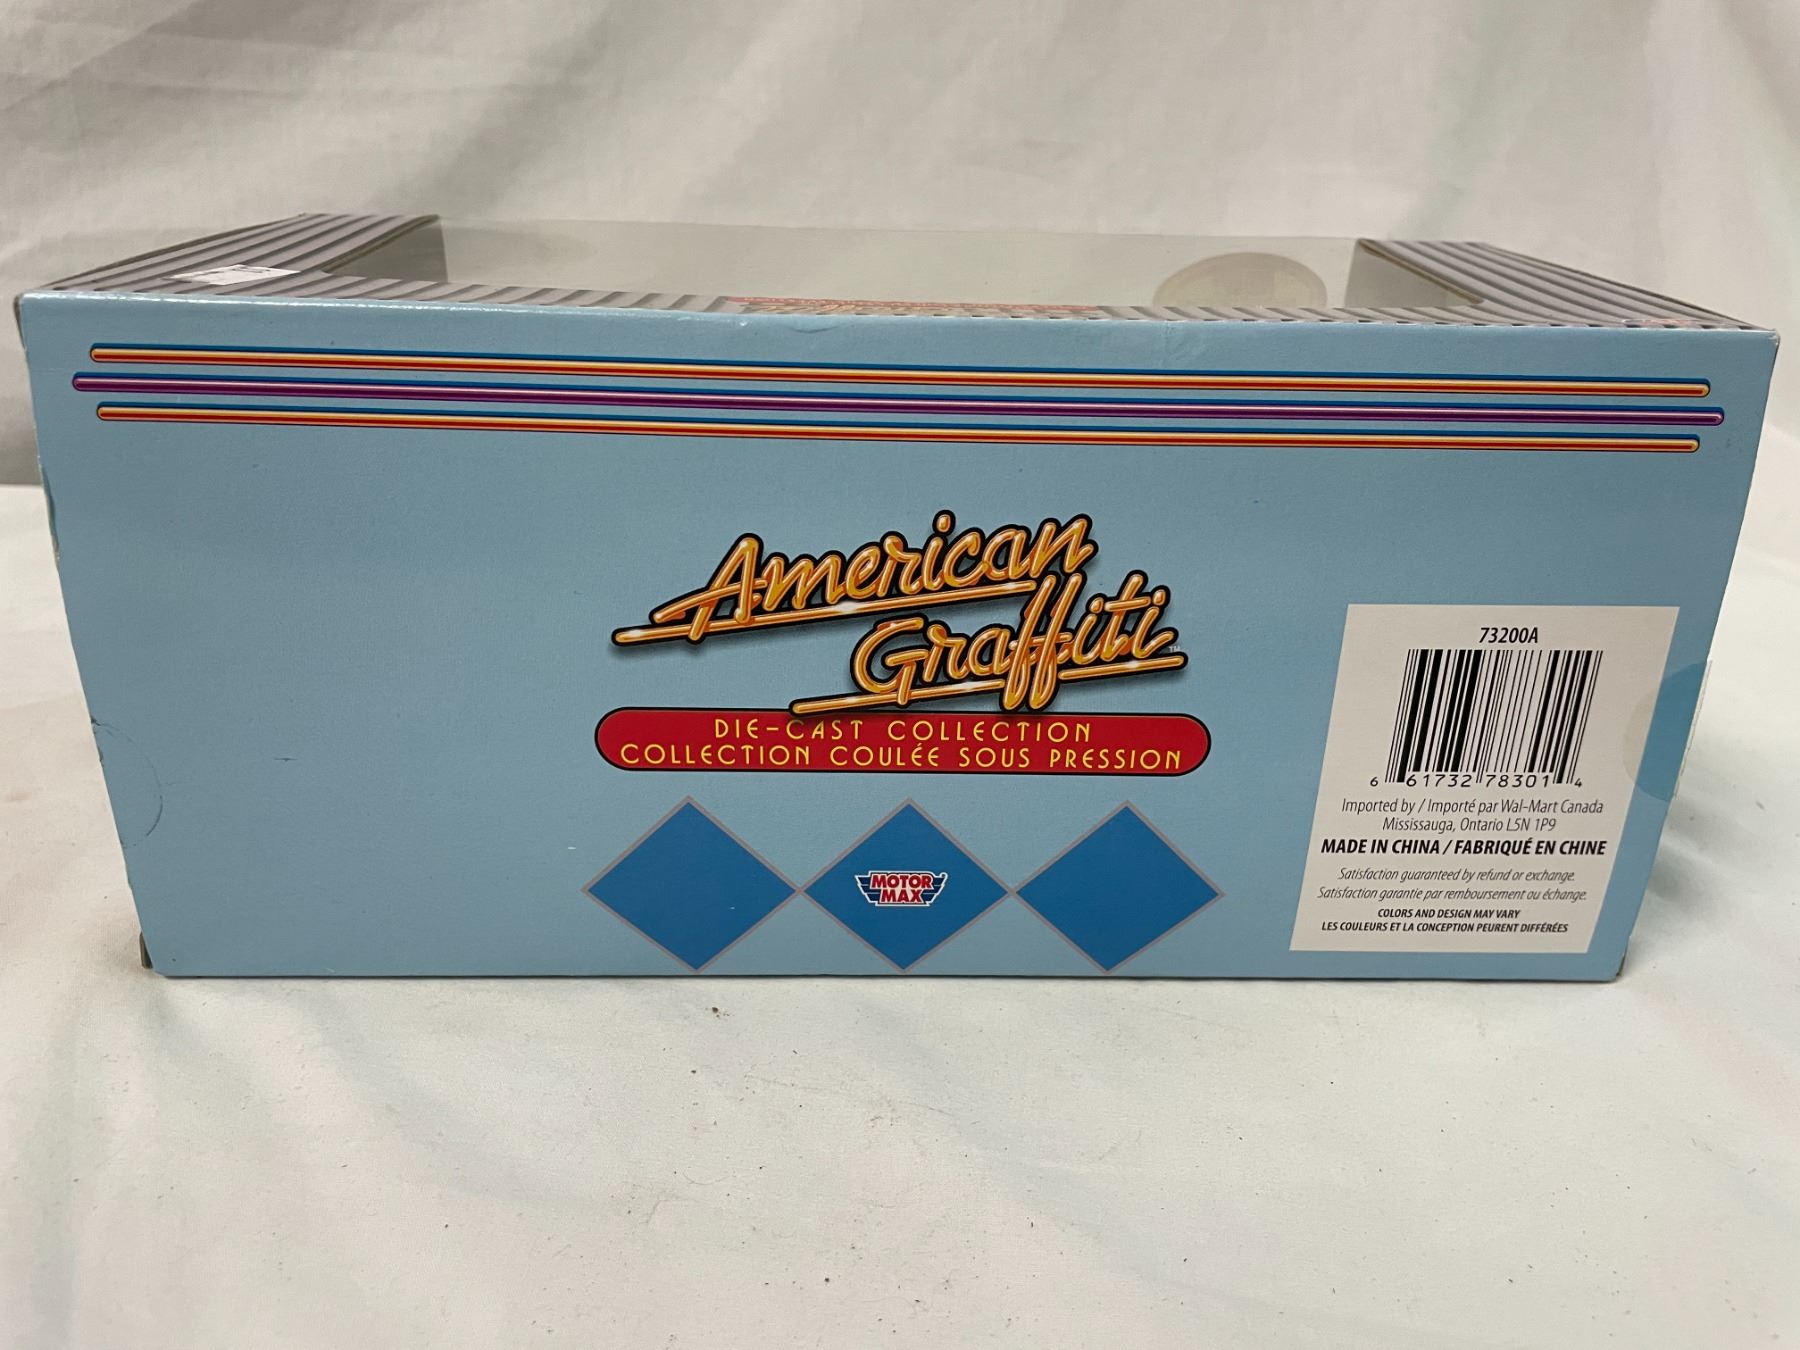 American
Graffiti™
DIE-CAST COLLECTION
COLLECTION COULÉE SOUS PRESSION
MOTOR
MAX
73200A
6 61732 78301 4
Imported by / Importé par Wal-Mart Canada
Mississauga, Ontario L5N 1P9
MADE IN CHINA / FABRIQUÉ EN CHINE
Satisfaction guaranteed by refund or exchange.
Satisfaction garantie par remboursement ou échange.
COLORS AND DESIGN MAY VARY
LES COULEURS ET LA CONCEPTION PEURENT DIFFÉRÉES